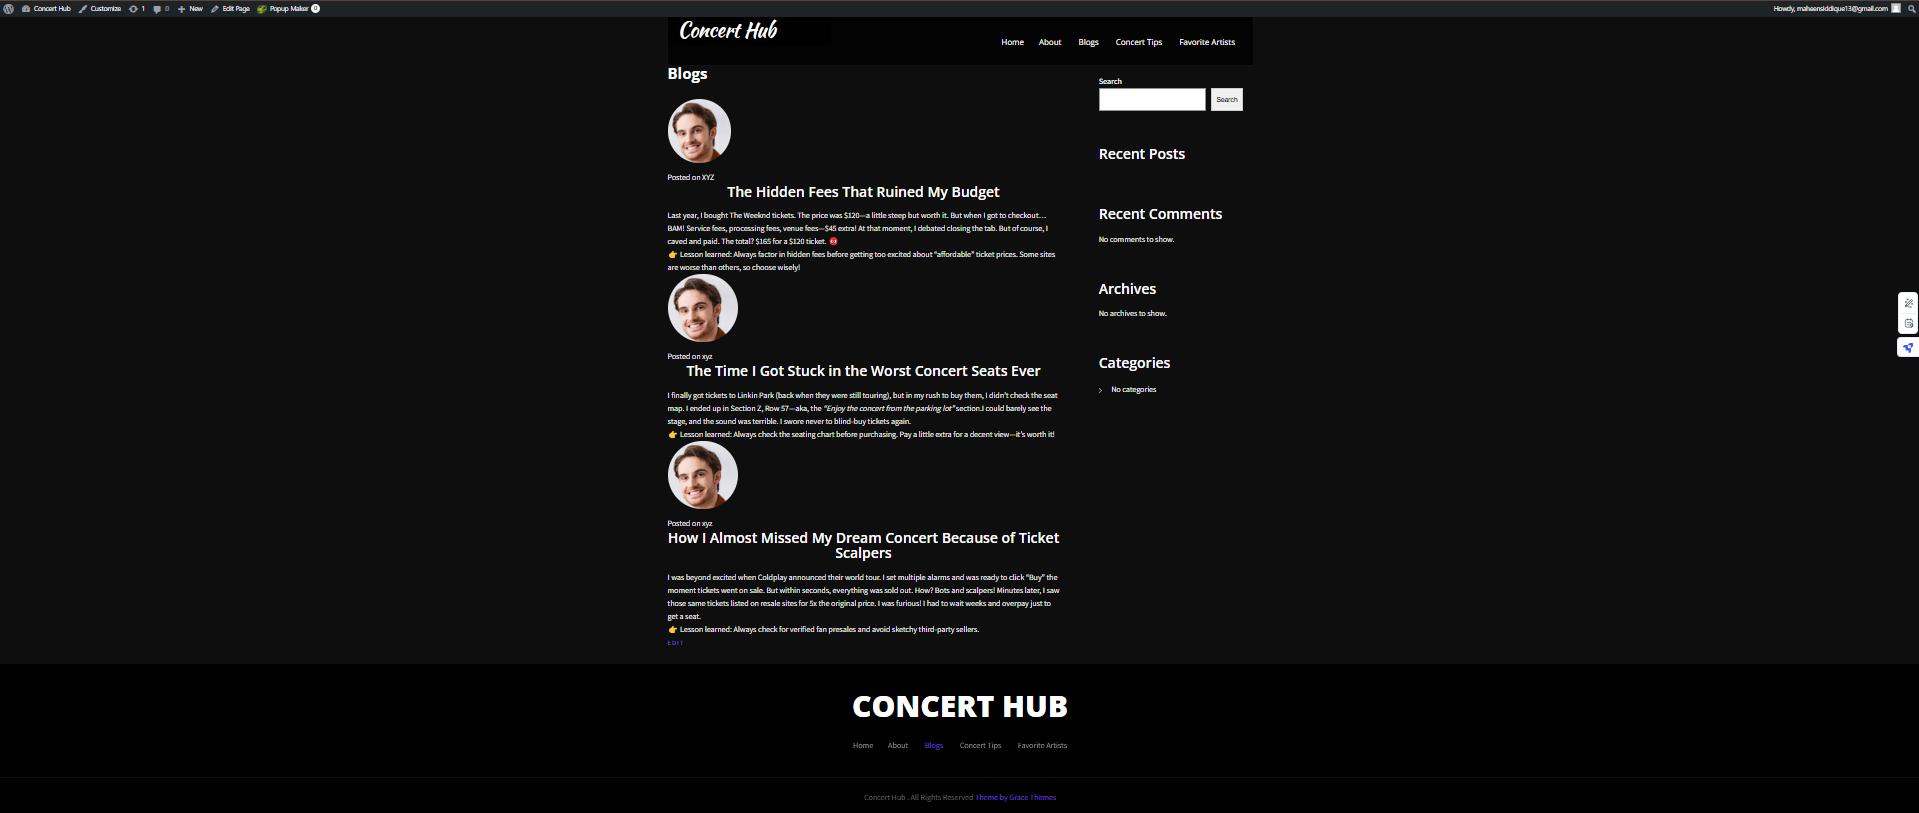 Concert Hub Customize 1 0 New Edit Page Popup Maker 0 Howdy, maheensiddique13@gmail.com
Concert Hub
Home About Blogs Concert Tips Favorite Artists
Blogs
Posted on XYZ
The Hidden Fees That Ruined My Budget
Last year, I bought The Weeknd tickets. The price was $120—a little steep but worth it. But when I got to checkout…
BAM! Service fees, processing fees, venue fees—$45 extra! At that moment, I debated closing the tab. But of course, I
caved and paid. The total? $165 for a $120 ticket. 😡
👉 Lesson learned: Always factor in hidden fees before getting too excited about “affordable” ticket prices. Some sites
are worse than others, so choose wisely!
Posted on xyz
The Time I Got Stuck in the Worst Concert Seats Ever
I finally got tickets to Linkin Park (back when they were still touring), but in my rush to buy them, I didn’t check the seat
map. I ended up in Section Z, Row 57—aka, the “Enjoy the concert from the parking lot” section.I could barely see the
stage, and the sound was terrible. I swore never to blind-buy tickets again.
👉 Lesson learned: Always check the seating chart before purchasing. Pay a little extra for a decent view—it’s worth it!
Posted on xyz
How I Almost Missed My Dream Concert Because of Ticket
Scalpers
I was beyond excited when Coldplay announced their world tour. I set multiple alarms and was ready to click “Buy” the
moment tickets went on sale. But within seconds, everything was sold out. How? Bots and scalpers! Minutes later, I saw
those same tickets listed on resale sites for 5x the original price. I was furious! I had to wait weeks and overpay just to
get a seat.
👉 Lesson learned: Always check for verified fan presales and avoid sketchy third-party sellers.
EDIT
Search
Search
Recent Posts
Recent Comments
No comments to show.
Archives
No archives to show.
Categories
No categories
CONCERT HUB
Home About Blogs Concert Tips Favorite Artists
Concert Hub . All Rights Reserved Theme by Grace Themes